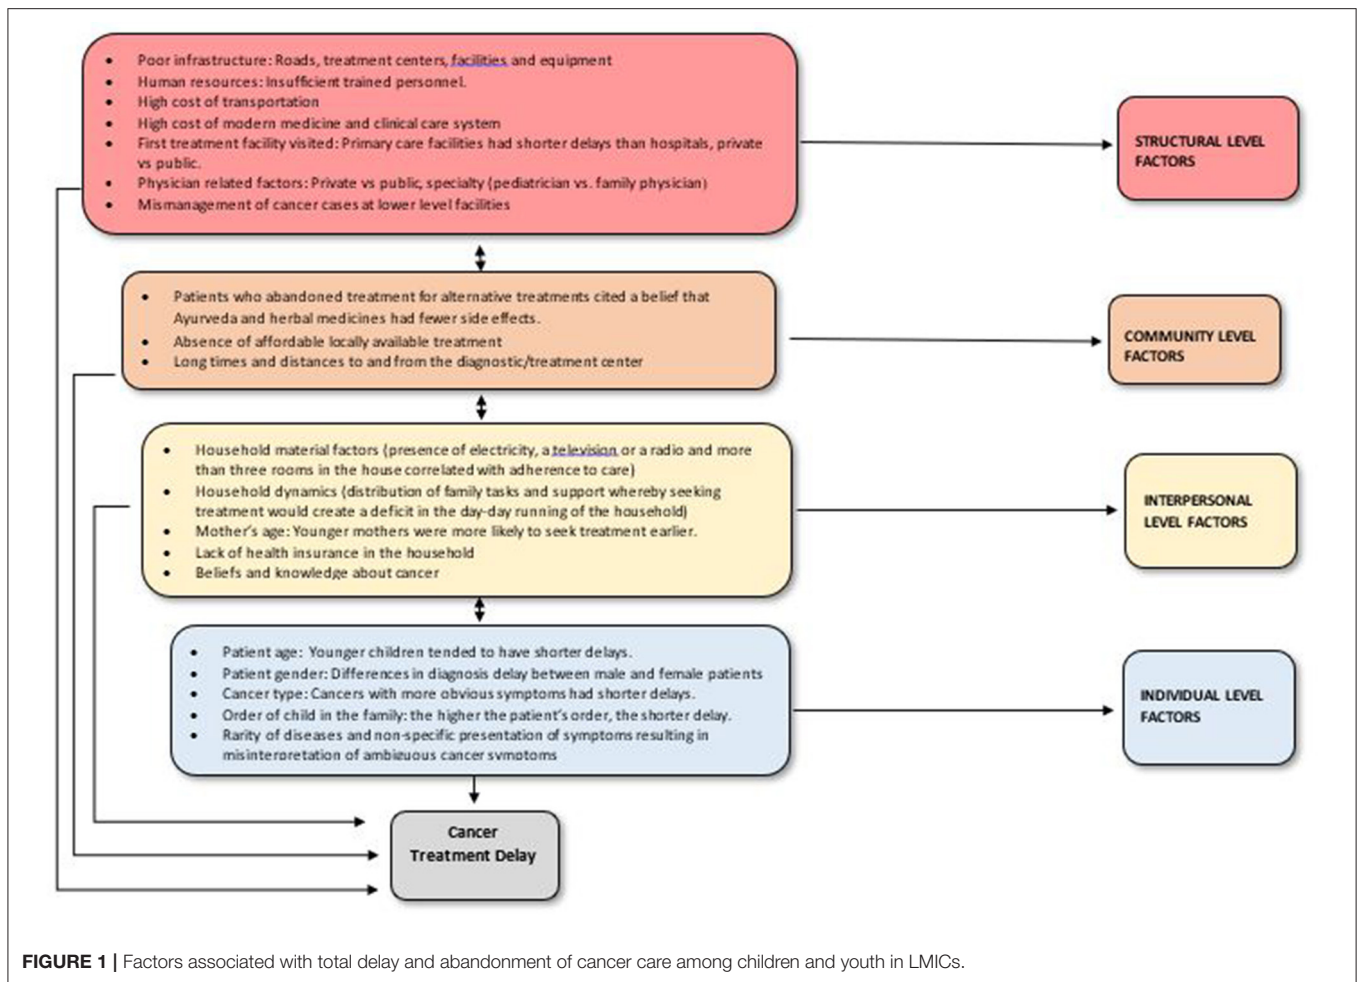 • Poor infrastructure: Roads, treatment centers, facilities and equipment
• Human resources: Insufficient trained personnel.
• High cost of transportation
• High cost of modern medicine and clinical care system
• First treatment facility visited: Primary care facilities had shorter delays than hospitals, private
vs public.
• Physician related factors: Private vs public, specialty (pediatrician vs. family physician)
• Mismanagement of cancer cases at lower level facilities
STRUCTURAL LEVEL
FACTORS
• Patients who abandoned treatment for alternative treatments cited a belief that
Ayurveda and herbal medicines had fewer side effects.
• Absence of affordable locally available treatment
• Long times and distances to and from the diagnostic/treatment center
COMMUNITY LEVEL
FACTORS
• Household material factors (presence of electricity, a television or a radio and more
than three rooms in the house correlated with adherence to care)
• Household dynamics (distribution of family tasks and support whereby seeking
treatment would create a deficit in the day-day running of the household)
• Mother's age: Younger mothers were more likely to seek treatment earlier.
• Lack of health insurance in the household
• Beliefs and knowledge about cancer
INTERPERSONAL
LEVEL FACTORS
• Patient age: Younger children tended to have shorter delays.
• Patient gender: Differences in diagnosis delay between male and female patients
• Cancer type: Cancers with more obvious symptoms had shorter delays.
• Order of child in the family: the higher the patient's order, the shorter delay.
• Rarity of diseases and non-specific presentation of symptoms resulting in
misinterpretation of ambiguous cancer symptoms
INDIVIDUAL LEVEL
FACTORS
Cancer
Treatment Delay
FIGURE 1 | Factors associated with total delay and abandonment of cancer care among children and youth in LMICs.